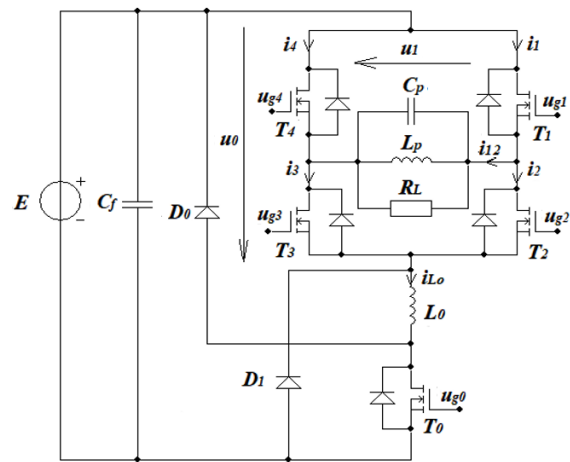 i4
u1
i1
Cp
ug4
ug1
T4
T1
u0
Lp
i3
i12
i2
E
+
-
Cf
D0
RL
ug3
ug2
T3
T2
iLo
L0
D1
ug0
T0